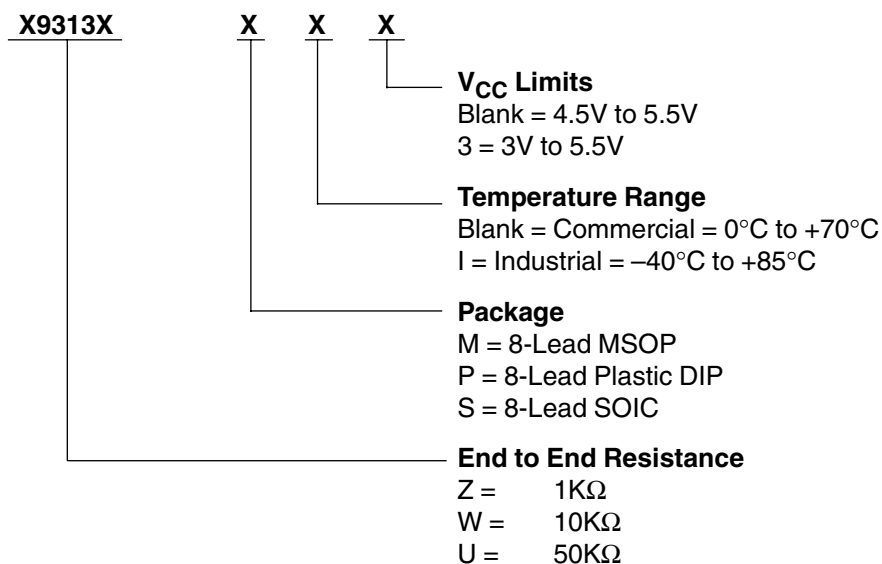 X9313X X X X
V_CC Limits
Blank = 4.5V to 5.5V
3 = 3V to 5.5V
Temperature Range
Blank = Commercial = 0°C to +70°C
I = Industrial = –40°C to +85°C
Package
M = 8-Lead MSOP
P = 8-Lead Plastic DIP
S = 8-Lead SOIC
End to End Resistance
Z = 1KΩ
W = 10KΩ
U = 50KΩ